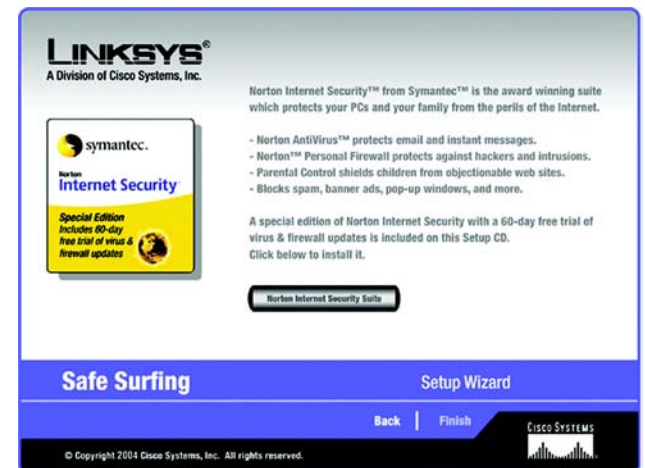 LINKSYS®
A Division of Cisco Systems, Inc.
symantec.
Norton
Internet Security
Special Edition
Includes 60-day
free trial of virus &
firewall updates
Norton Internet Security™ from Symantec™ is the award winning suite
which protects your PCs and your family from the perils of the Internet.
- Norton AntiVirus™ protects email and instant messages.
- Norton™ Personal Firewall protects against hackers and intrusions.
- Parental Control shields children from objectionable web sites.
- Blocks spam, banner ads, pop-up windows, and more.
A special edition of Norton Internet Security with a 60-day free trial of
virus & firewall updates is included on this Setup CD.
Click below to install it.
Norton Internet Security Suite
Safe Surfing
Setup Wizard
Back
Finish
CISCO SYSTEMS
© Copyright 2004 Cisco Systems, Inc. All rights reserved.